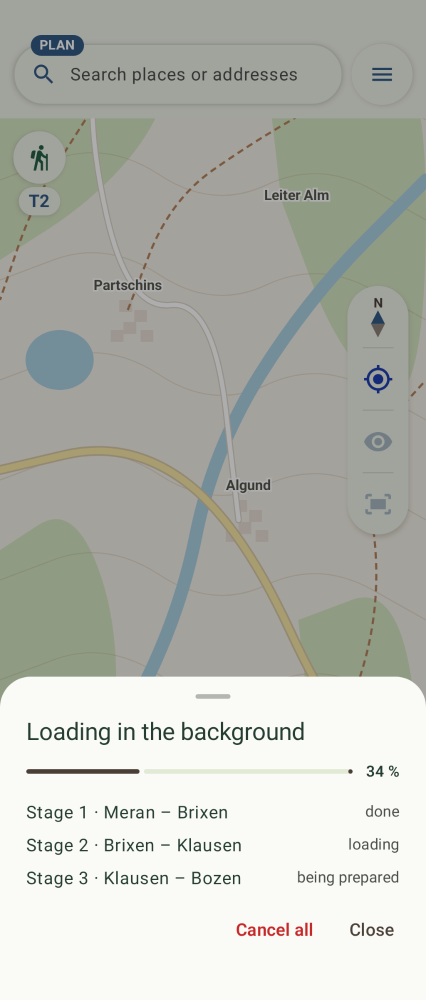 PLAN
Search places or addresses
T2
Leiter Alm
Partschins
N
Algund
Loading in the background
34 %
Stage 1 · Meran – Brixen done
Stage 2 · Brixen – Klausen loading
Stage 3 · Klausen – Bozen being prepared
Cancel all Close